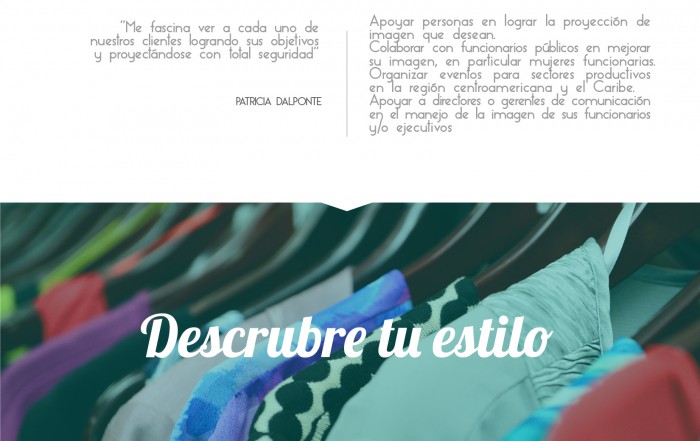 "Me fascina ver a cada uno de
nuestros clientes logrando sus objetivos
y proyectándose con total seguridad"
PATRICIA DALPONTE
Apoyar personas en lograr la proyección de
imagen que desean.
Colaborar con funcionarios públicos en mejorar
su imagen, en particular mujeres funcionarias.
Organizar eventos para sectores productivos
en la región centroamericana y el Caribe.
Apoyar a directores o gerentes de comunicación
en el manejo de la imagen de sus funcionarios
y/o ejecutivos
Descrubre tu estilo